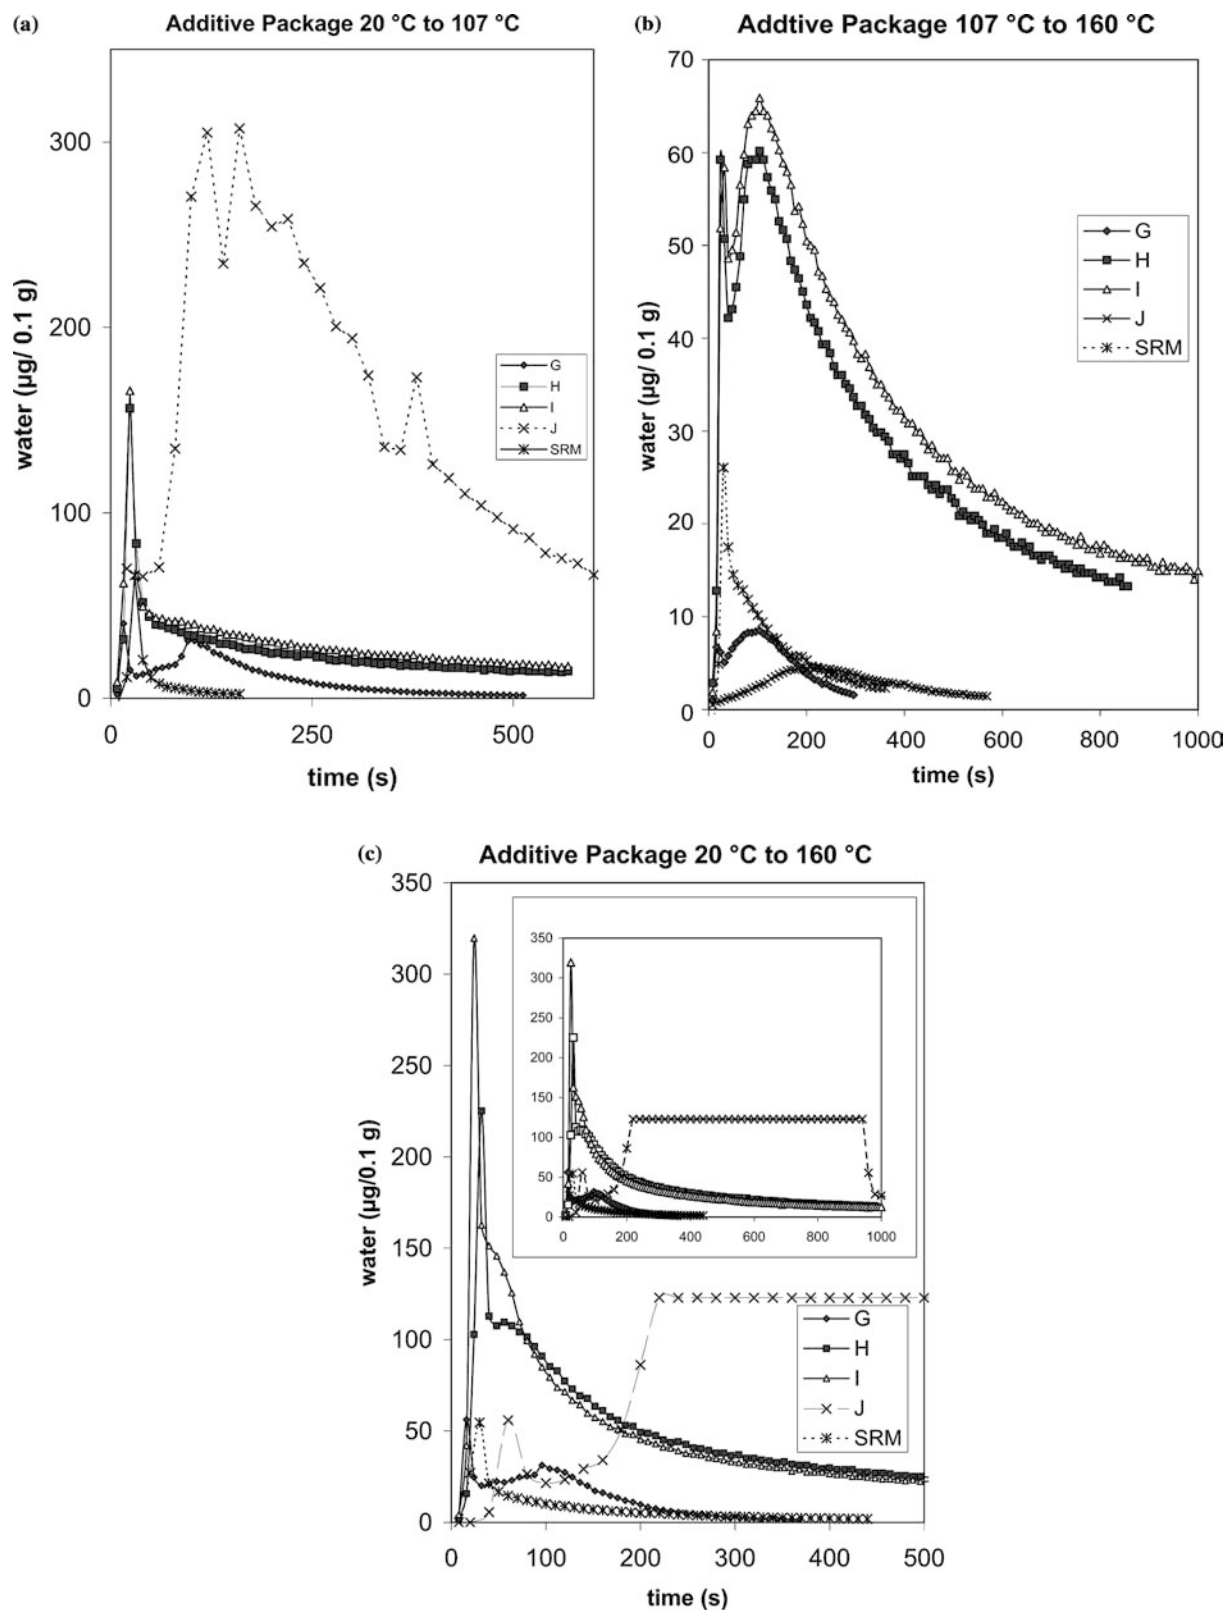 (a)
Additive Package 20 °C to 107 °C
water (µg/ 0.1 g)
300
200
100
0
0
250
500
time (s)
G
H
I
J
SRM
(b)
Addtive Package 107 °C to 160 °C
water (µg/ 0.1 g)
70
60
50
40
30
20
10
0
0
200
400
600
800
1000
time (s)
G
H
I
J
SRM
(c)
Additive Package 20 °C to 160 °C
water (µg/0.1 g)
350
300
250
200
150
100
50
0
0
100
200
300
400
500
time (s)
350
300
250
200
150
100
50
0
0
200
400
600
800
1000
G
H
I
J
SRM